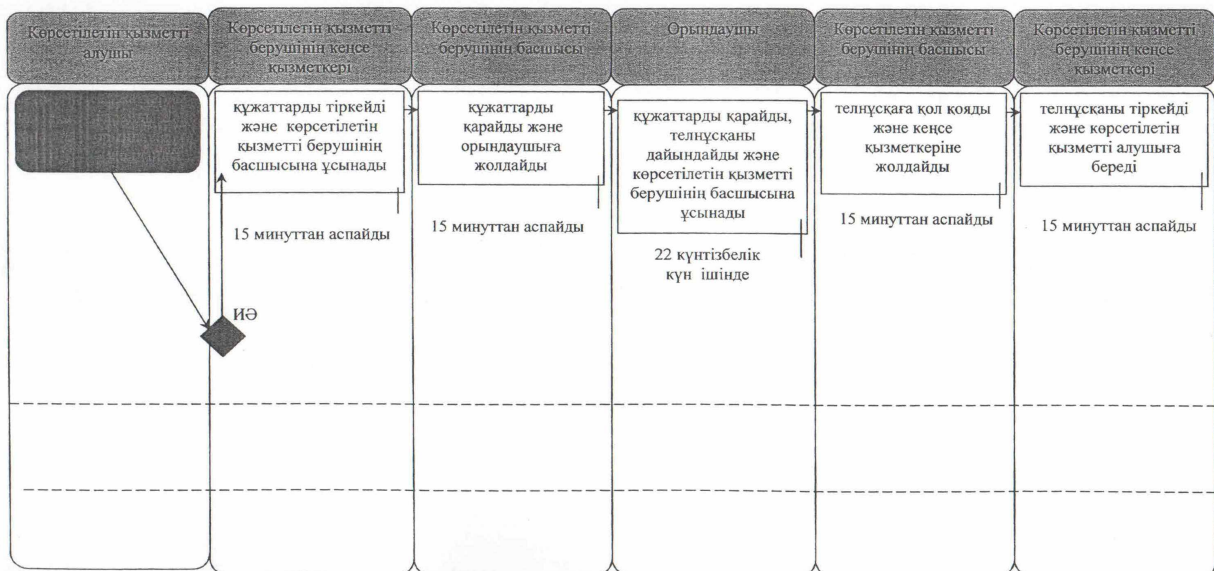 Көрсетілетін қызметті
алушы
Көрсетілетін қызметті
берушінің кеңсе
қызметкері
Көрсетілетін қызметті
берушінің басшысы
Орындаушы
Көрсетілетін қызметті
берушінің басшысы
Көрсетілетін қызметті
берушінің кеңсе
қызметкері
құжаттарды тіркейді
және көрсетілетін
қызметті берушінің
басшысына ұсынады
15 минуттан аспайды
құжаттарды
қарайды және
орындаушыға
жолдайды
15 минуттан аспайды
құжаттарды қарайды,
телнұсқаны
дайындайды және
көрсетілетін қызметті
берушінің басшысына
ұсынады
22 күнтізбелік
күн ішінде
телнұсқаға қол қояды
және кеңсе
қызметкеріне
жолдайды
15 минуттан аспайды
телнұсканы тіркейді
және көрсетілетін
қызметті алушыға
береді
15 минуттан аспайды
ИӘ